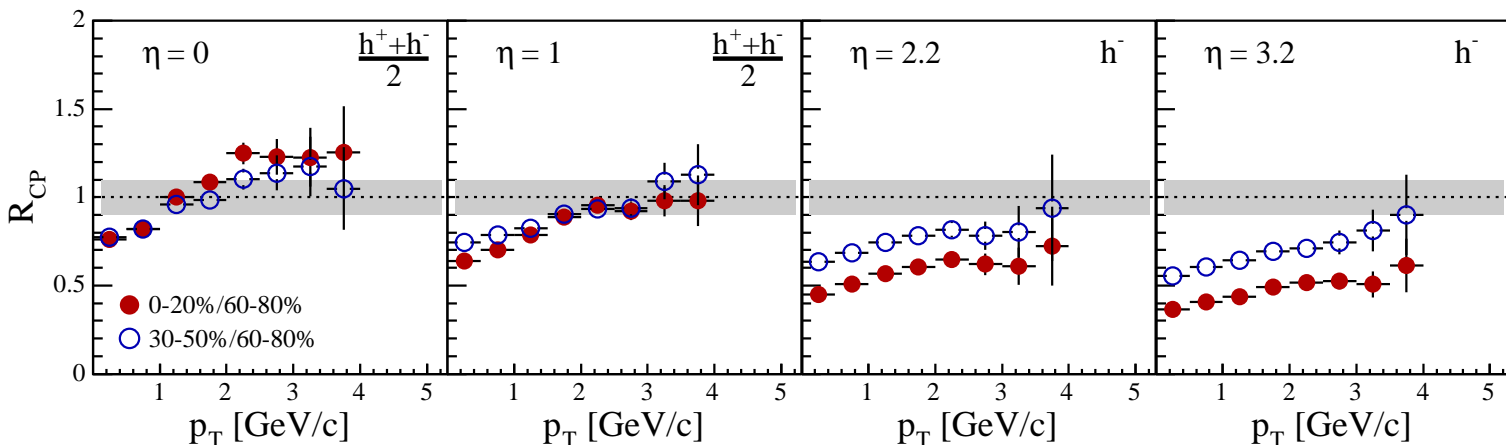 R_CP
2
1.5
1
0.5
0
η = 0
h⁺+h⁻
2
0-20%/60-80%
30-50%/60-80%
1 2 3 4 5
p_T [GeV/c]
η = 1
h⁺+h⁻
2
1 2 3 4 5
p_T [GeV/c]
η = 2.2
h⁻
1 2 3 4 5
p_T [GeV/c]
η = 3.2
h⁻
1 2 3 4 5
p_T [GeV/c]